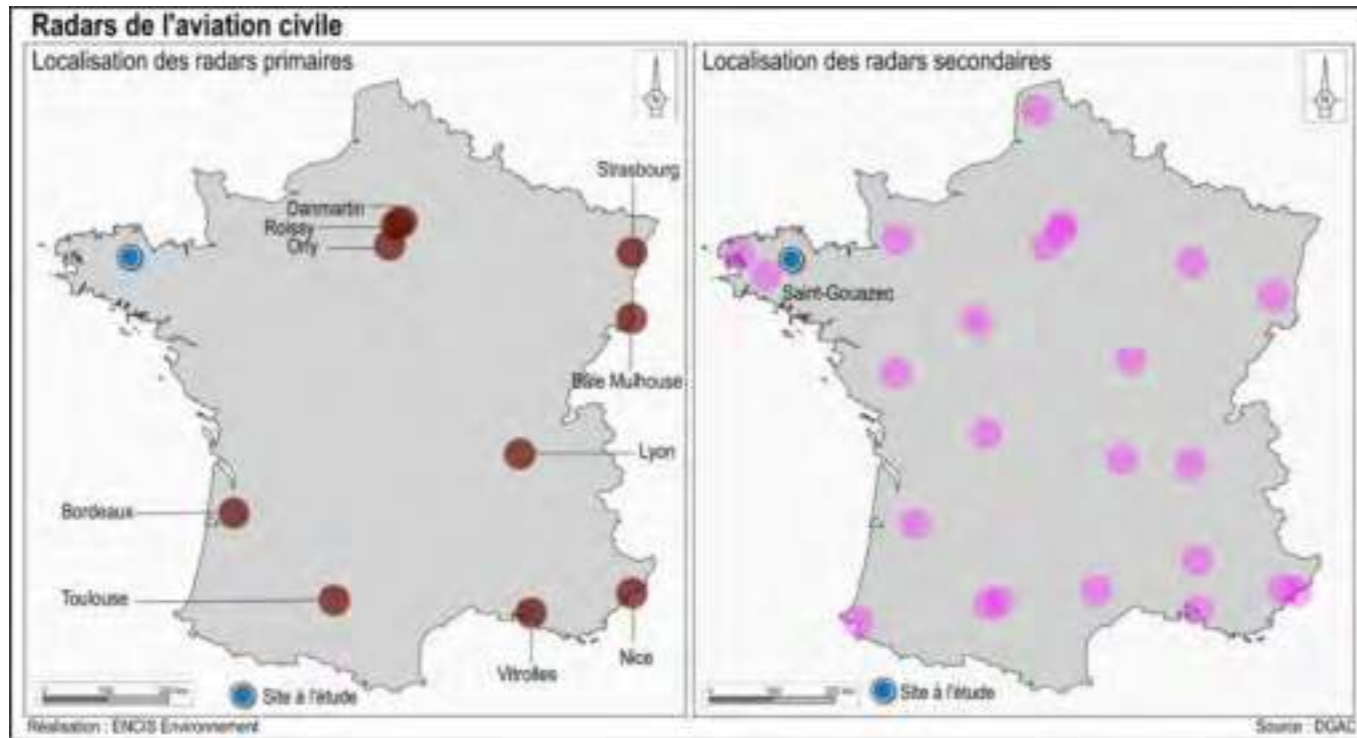 Radars de l'aviation civile
Localisation des radars primaires
Strasbourg
Danmartin
Roissy
Orly
Bâle Mulhouse
Lyon
Bordeaux
Toulouse
Vitrolles
Nice
Site à l'étude
Localisation des radars secondaires
Saint-Gouazec
Site à l'étude
Réalisation : ENCIS Environnement
Source : DGAC